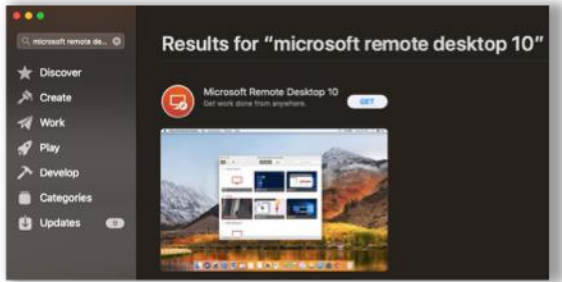 microsoft remote de...
Discover
Create
Work
Play
Develop
Categories
Updates
Results for “microsoft remote desktop 10”
Microsoft Remote Desktop 10
Get work done from anywhere.
GET